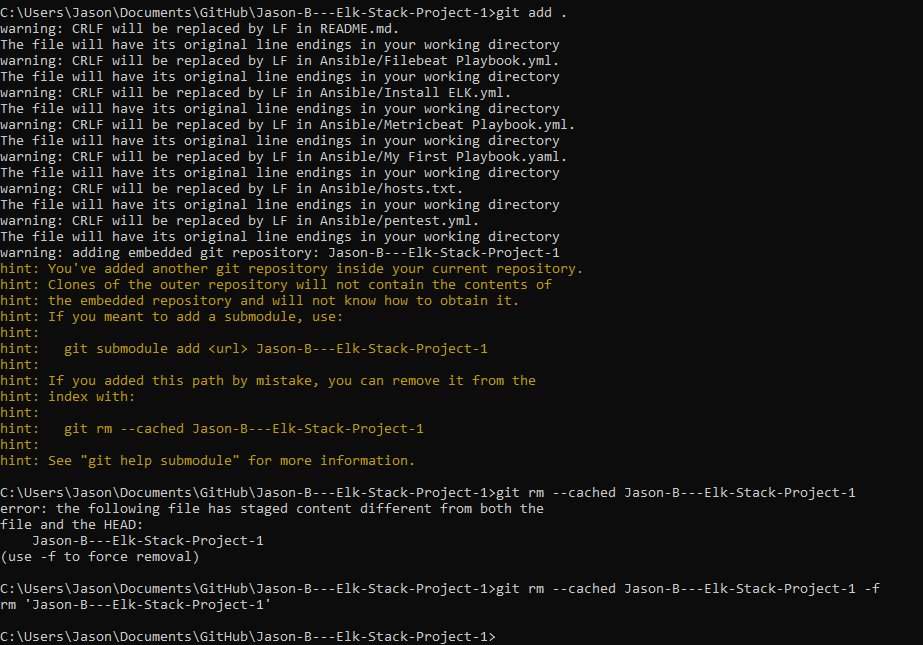 C:\Users\Jason\Documents\GitHub\Jason-B---Elk-Stack-Project-1>git add .
warning: CRLF will be replaced by LF in README.md.
The file will have its original line endings in your working directory
warning: CRLF will be replaced by LF in Ansible/Filebeat Playbook.yml.
The file will have its original line endings in your working directory
warning: CRLF will be replaced by LF in Ansible/Install ELK.yml.
The file will have its original line endings in your working directory
warning: CRLF will be replaced by LF in Ansible/Metricbeat Playbook.yml.
The file will have its original line endings in your working directory
warning: CRLF will be replaced by LF in Ansible/My First Playbook.yaml.
The file will have its original line endings in your working directory
warning: CRLF will be replaced by LF in Ansible/hosts.txt.
The file will have its original line endings in your working directory
warning: CRLF will be replaced by LF in Ansible/pentest.yml.
The file will have its original line endings in your working directory
warning: adding embedded git repository: Jason-B---Elk-Stack-Project-1
hint: You've added another git repository inside your current repository.
hint: Clones of the outer repository will not contain the contents of
hint: the embedded repository and will not know how to obtain it.
hint: If you meant to add a submodule, use:
hint:
hint:   git submodule add <url> Jason-B---Elk-Stack-Project-1
hint:
hint: If you added this path by mistake, you can remove it from the
hint: index with:
hint:
hint:   git rm --cached Jason-B---Elk-Stack-Project-1
hint:
hint: See "git help submodule" for more information.
C:\Users\Jason\Documents\GitHub\Jason-B---Elk-Stack-Project-1>git rm --cached Jason-B---Elk-Stack-Project-1
error: the following file has staged content different from both the
file and the HEAD:
    Jason-B---Elk-Stack-Project-1
(use -f to force removal)
C:\Users\Jason\Documents\GitHub\Jason-B---Elk-Stack-Project-1>git rm --cached Jason-B---Elk-Stack-Project-1 -f
rm 'Jason-B---Elk-Stack-Project-1'
C:\Users\Jason\Documents\GitHub\Jason-B---Elk-Stack-Project-1>